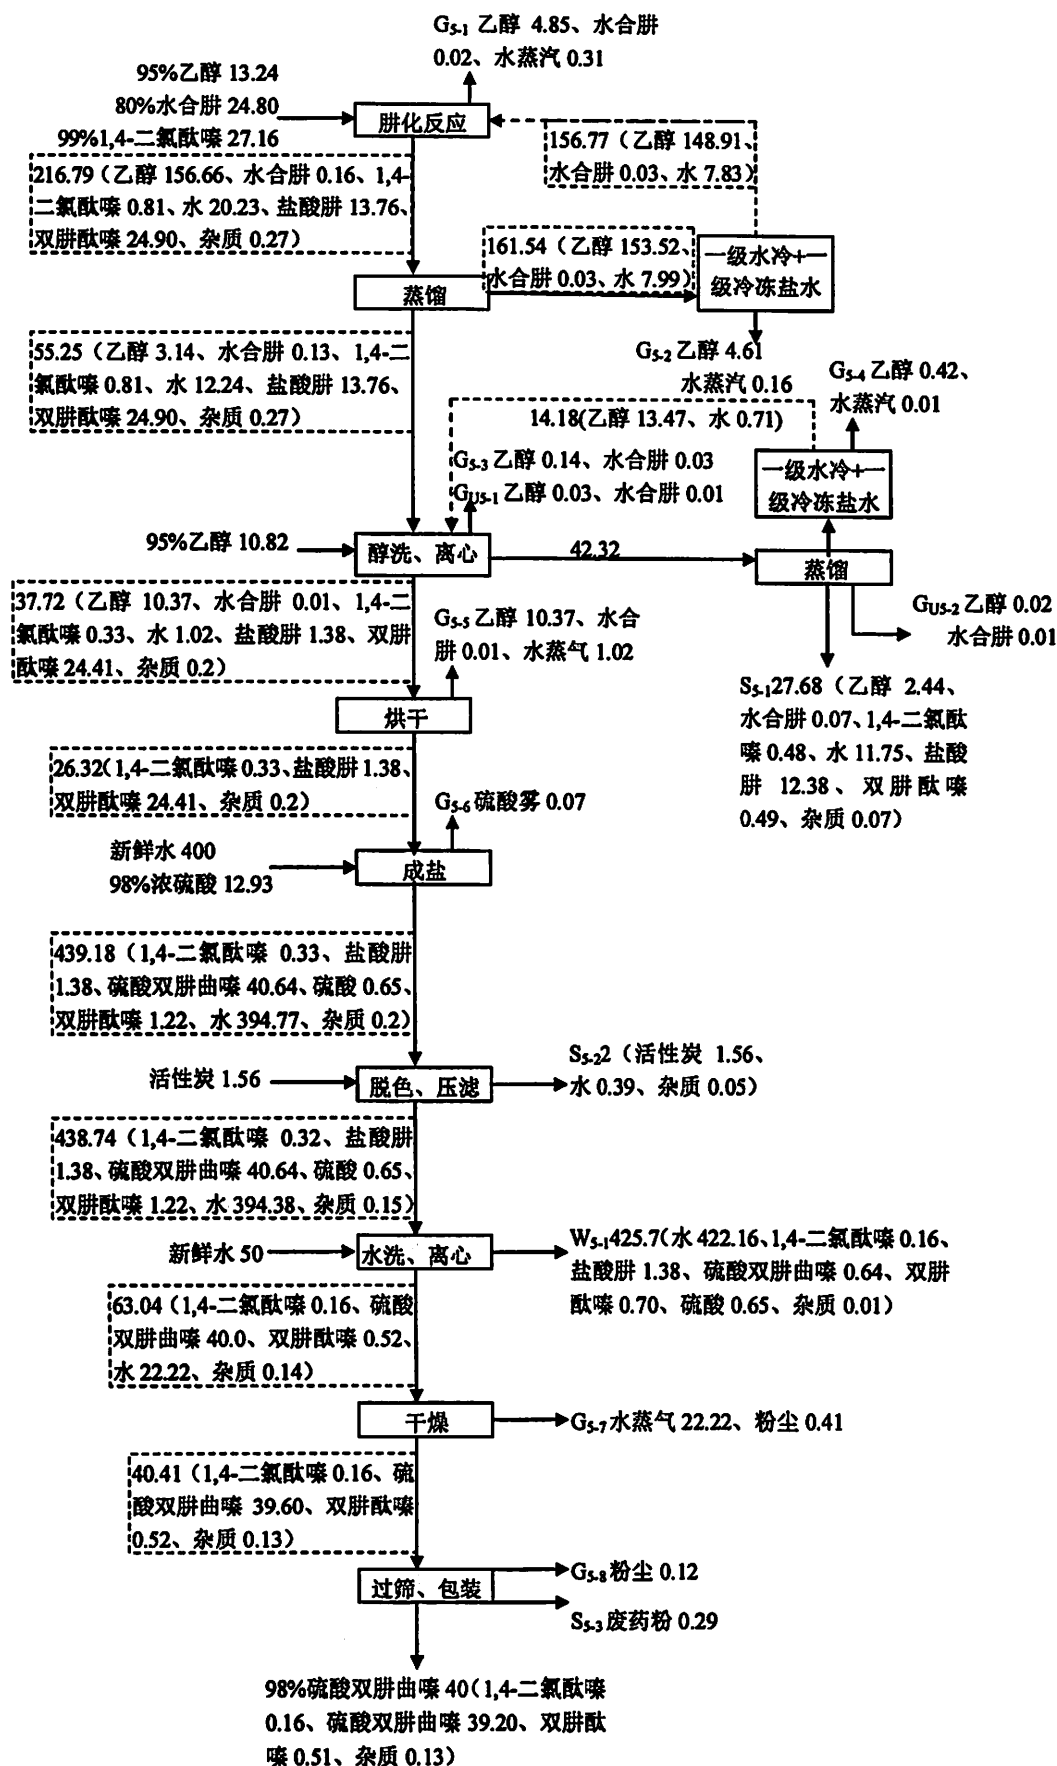 G5-1 乙醇 4.85、水合肼
0.02、水蒸汽 0.31
95%乙醇 13.24
80%水合肼 24.80
99%1,4-二氯酞嗪 27.16
肼化反应
156.77（乙醇 148.91、
水合肼 0.03、水 7.83）
216.79（乙醇 156.66、水合肼 0.16、1,4-
二氯酞嗪 0.81、水 20.23、盐酸肼 13.76、
双肼酞嗪 24.90、杂质 0.27）
161.54（乙醇 153.52、
水合肼 0.03、水 7.99）
一级水冷+一
级冷冻盐水
蒸馏
G5-2 乙醇 4.61
水蒸汽 0.16
55.25（乙醇 3.14、水合肼 0.13、1,4-二
氯酞嗪 0.81、水 12.24、盐酸肼 13.76、
双肼酞嗪 24.90、杂质 0.27）
G5-4 乙醇 0.42、
水蒸汽 0.01
14.18(乙醇 13.47、水 0.71)
G5-3 乙醇 0.14、水合肼 0.03
GU5-1 乙醇 0.03、水合肼 0.01
一级水冷+一
级冷冻盐水
95%乙醇 10.82
醇洗、离心
42.32
蒸馏
GU5-2 乙醇 0.02
水合肼 0.01
37.72（乙醇 10.37、水合肼 0.01、1,4-二
氯酞嗪 0.33、水 1.02、盐酸肼 1.38、双肼
酞嗪 24.41、杂质 0.2）
G5-5 乙醇 10.37、水合
肼 0.01、水蒸气 1.02
S5-127.68（乙醇 2.44、
水合肼 0.07、1,4-二氯酞
嗪 0.48、水 11.75、盐酸
肼 12.38、双肼酞嗪
0.49、杂质 0.07）
烘干
26.32（1,4-二氯酞嗪 0.33、盐酸肼 1.38、
双肼酞嗪 24.41、杂质 0.2）
G5-6 硫酸雾 0.07
新鲜水 400
98%浓硫酸 12.93
成盐
439.18（1,4-二氯酞嗪 0.33、盐酸肼
1.38、硫酸双肼曲嗪 40.64、硫酸 0.65、
双肼酞嗪 1.22、水 394.77、杂质 0.2）
活性炭 1.56
脱色、压滤
S5-22（活性炭 1.56、
水 0.39、杂质 0.05）
438.74（1,4-二氯酞嗪 0.32、盐酸肼
1.38、硫酸双肼曲嗪 40.64、硫酸 0.65、
双肼酞嗪 1.22、水 394.38、杂质 0.15）
新鲜水 50
水洗、离心
W5-1425.7（水 422.16、1,4-二氯酞嗪 0.16、
盐酸肼 1.38、硫酸双肼曲嗪 0.64、双肼
酞嗪 0.70、硫酸 0.65、杂质 0.01）
63.04（1,4-二氯酞嗪 0.16、硫酸
双肼曲嗪 40.0、双肼酞嗪 0.52、
水 22.22、杂质 0.14）
干燥
G5-7 水蒸气 22.22、粉尘 0.41
40.41（1,4-二氯酞嗪 0.16、硫
酸双肼曲嗪 39.60、双肼酞嗪
0.52、杂质 0.13）
过筛、包装
G5-8 粉尘 0.12
S5-3 废药粉 0.29
98%硫酸双肼曲嗪 40（1,4-二氯酞嗪
0.16、硫酸双肼曲嗪 39.20、双肼酞
嗪 0.51、杂质 0.13）